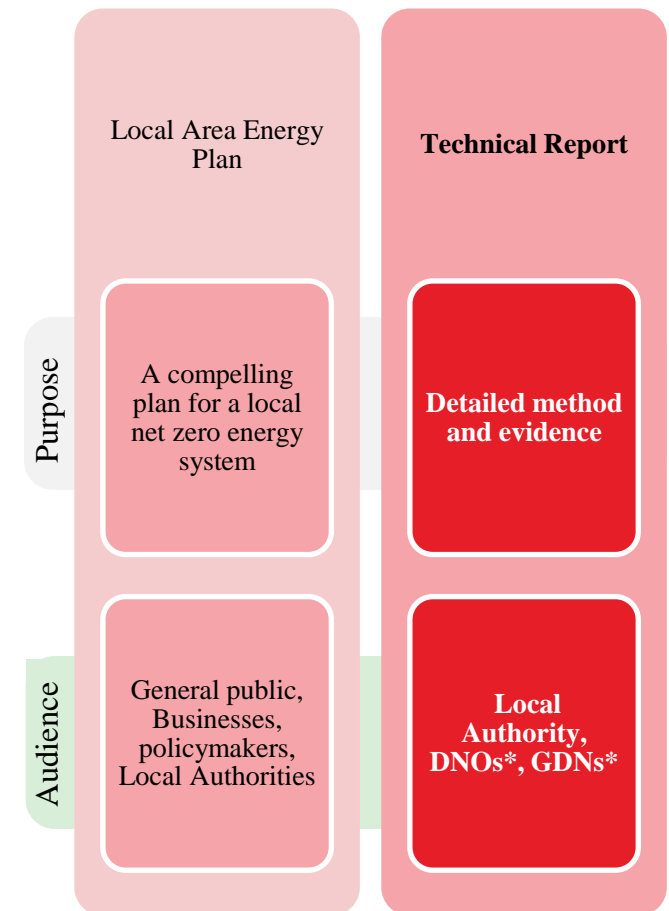 Local Area Energy
Plan
Technical Report
Purpose
A compelling
plan for a local
net zero energy
system
Detailed method
and evidence
Audience
General public,
Businesses,
policymakers,
Local Authorities
Local
Authority,
DNOs*, GDNs*